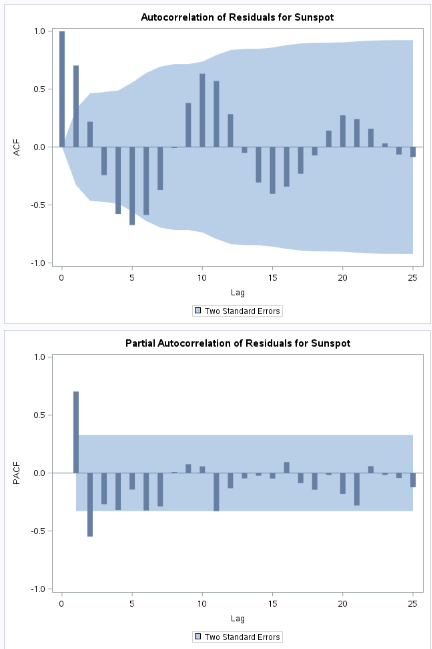 Autocorrelation of Residuals for Sunspot
1.0
0.5
0.0
-0.5
-1.0
ACF
0 5 10 15 20 25
Lag
Two Standard Errors
Partial Autocorrelation of Residuals for Sunspot
1.0
0.5
0.0
-0.5
-1.0
PACF
0 5 10 15 20 25
Lag
Two Standard Errors